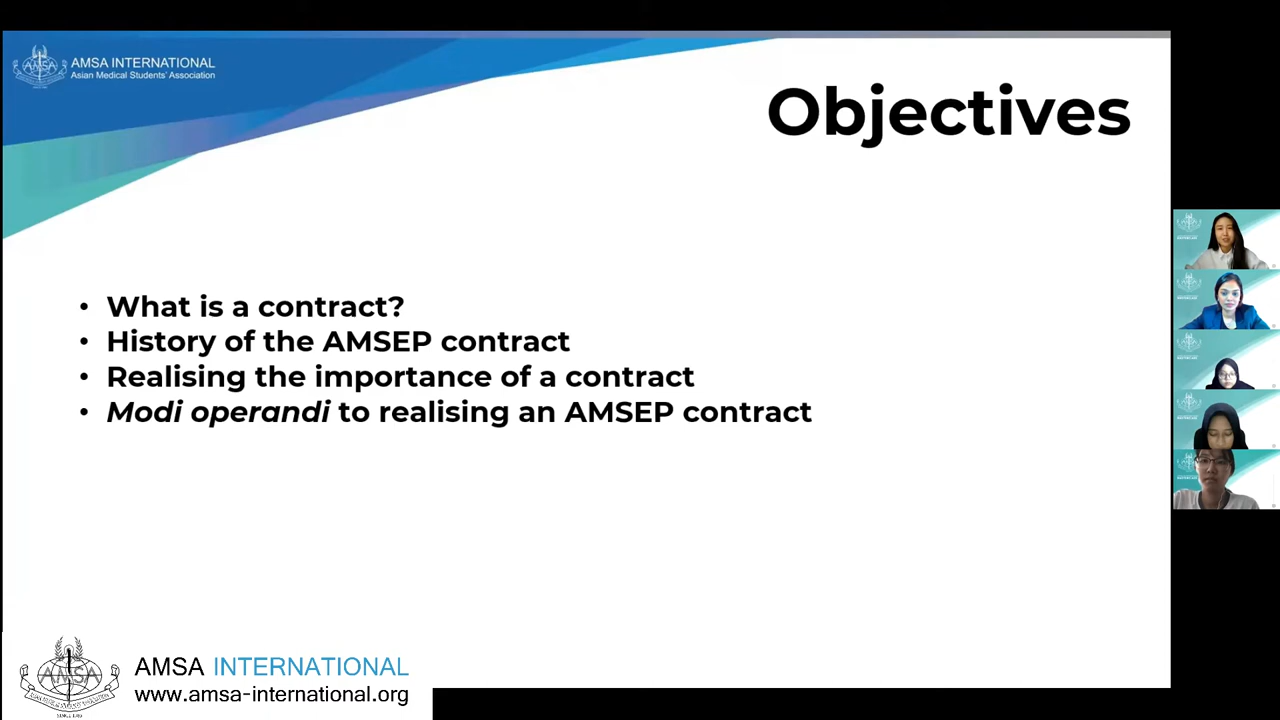 AMSA INTERNATIONAL
Asian Medical Students' Association
Objectives
• What is a contract?
• History of the AMSEP contract
• Realising the importance of a contract
• Modi operandi to realising an AMSEP contract
AMSA
AMSA INTERNATIONAL
www.amsa-international.org